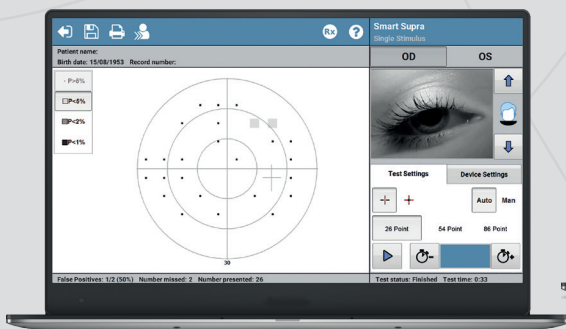 Rx
?
Smart Supra
Single Stimulus
Patient name:
Birth date: 15/08/1953 Record number:
OD
OS
· P>5%
P<5%
P<2%
P<1%
30
Test Settings
Device Settings
Auto
Man
26 Point
54 Point
86 Point
False Positives: 1/2 (50%) Number missed: 2 Number presented: 26
Test status: Finished Test time: 0:33